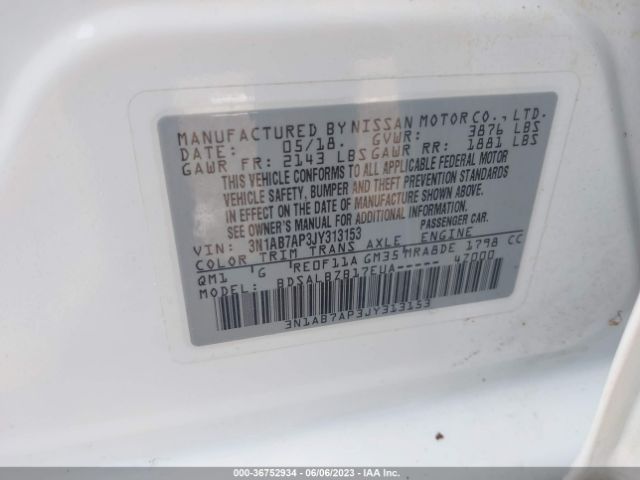 MANUFACTURED BY NISSAN MOTOR CO., LTD.
DATE: 05/18. GVWR: 3876 LBS
GAWR FR: 2143 LBS GAWR RR: 1881 LBS
THIS VEHICLE CONFORMS TO ALL APPLICABLE FEDERAL MOTOR
VEHICLE SAFETY, BUMPER AND THEFT PREVENTION STANDARDS
IN EFFECT ON THE DATE OF MANUFACTURE SHOWN ABOVE.
SEE OWNER'S MANUAL FOR ADDITIONAL INFORMATION.
VIN: 3N1AB7AP3JY313153 PASSENGER CAR.
COLOR TRIM TRANS AXLE ENGINE
QM1 G RE0F11A GM35 MRA8DE 1798 CC
MODEL: BDSALBZB17EUA----- 4Z000
3N1AB7AP3JY313153
000-36752934 - 06/06/2023 - IAA Inc.